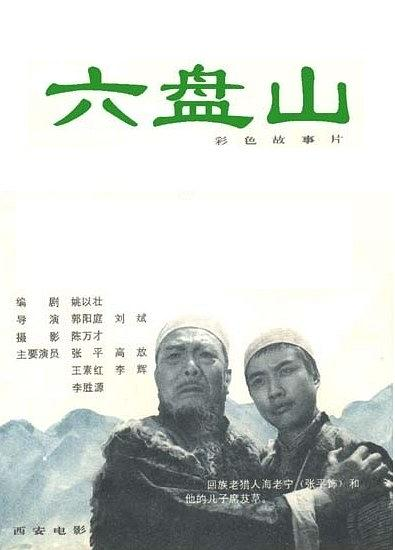 六盘山
彩色故事片
编 剧 姚以壮
导 演 郭阳庭 刘斌
摄 影 陈万才
主要演员 张平 高放
王素红 李辉
李胜源
回族老猎人海老宁（张平饰）和
他的儿子席芨草。
西安电影